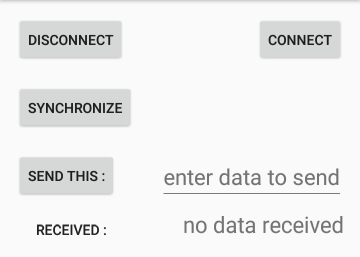 DISCONNECT
CONNECT
SYNCHRONIZE
SEND THIS :
enter data to send
RECEIVED :
no data received